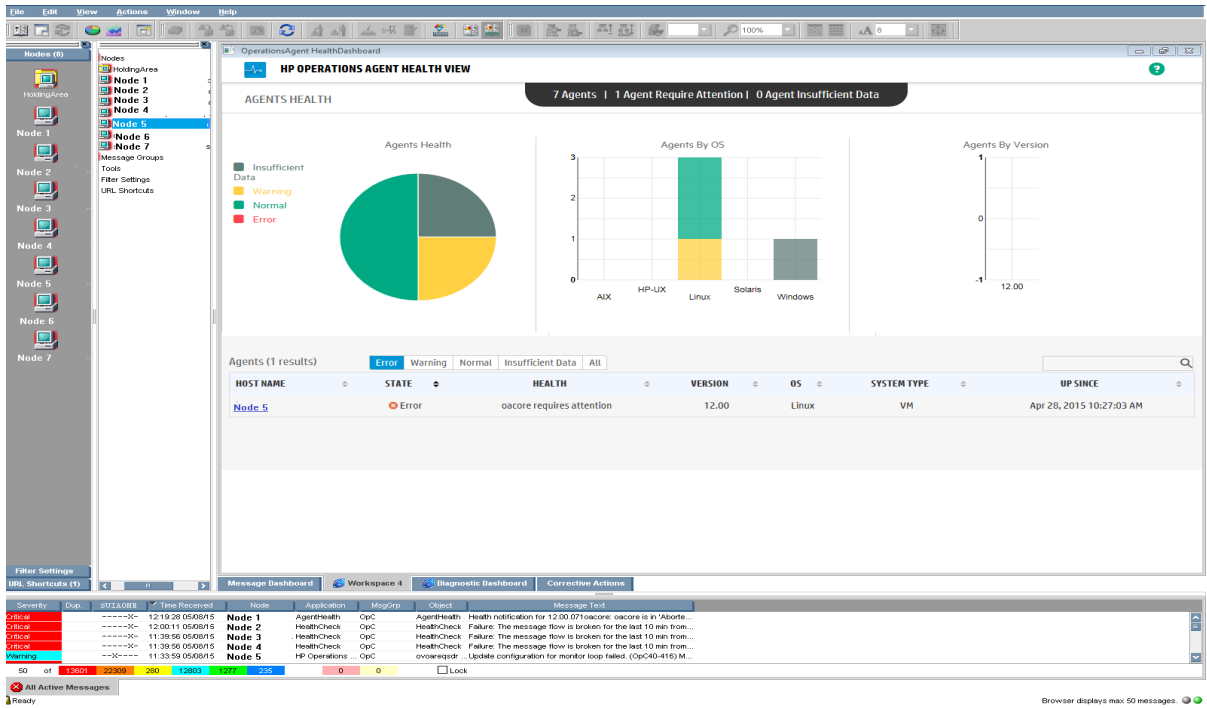 File Edit View Actions Window Help
100%
8
Nodes (8)
HoldingArea
Node 1
Node 2
Node 3
Node 4
Node 5
Node 6
Node 7
Filter Settings
URL Shortcuts (1)
Nodes
HoldingArea
Node 1
Node 2
Node 3
Node 4
Node 5
Node 6
Node 7
Message Groups
Tools
Filter Settings
URL Shortcuts
OperationsAgent HealthDashboard
HP OPERATIONS AGENT HEALTH VIEW
AGENTS HEALTH
7 Agents | 1 Agent Require Attention | 0 Agent Insufficient Data
Agents Health
Insufficient
Data
Warning
Normal
Error
Agents By OS
3
2
1
0
AIX HP-UX Linux Solaris Windows
Agents By Version
1
0
-1
12.00
Agents (1 results) Error Warning Normal Insufficient Data All
HOST NAME STATE HEALTH VERSION OS SYSTEM TYPE UP SINCE
Node 5 Error oacore requires attention 12.00 Linux VM Apr 28, 2015 10:27:03 AM
Message Dashboard Workspace 4 Diagnostic Dashboard Corrective Actions
Severity Dup. SUIAONE Time Received Node Application MsgGrp Object Message Text
Critical -----X- 12:19:28 05/08/15 Node 1 AgentHealth OpC AgentHealth Health notification for 12.00.071oacore: oacore is in 'Aborte...
Critical -----X- 12:00:11 05/08/15 Node 2 HealthCheck OpC HealthCheck Failure: The message flow is broken for the last 10 min from...
Critical -----X- 11:39:56 05/08/15 Node 3 HealthCheck OpC HealthCheck Failure: The message flow is broken for the last 10 min from...
Critical -----X- 11:39:56 05/08/15 Node 4 HealthCheck OpC HealthCheck Failure: The message flow is broken for the last 10 min from...
Warning --X---- 11:33:59 05/08/15 Node 5 HP Operations ... OpC ovoareqsdr ... Update configuration for monitor loop failed. (OpC40-416) M...
50 of 13601 22309 280 12803 1277 235 0 0 Lock
All Active Messages
Ready
Browser displays max 50 messages.